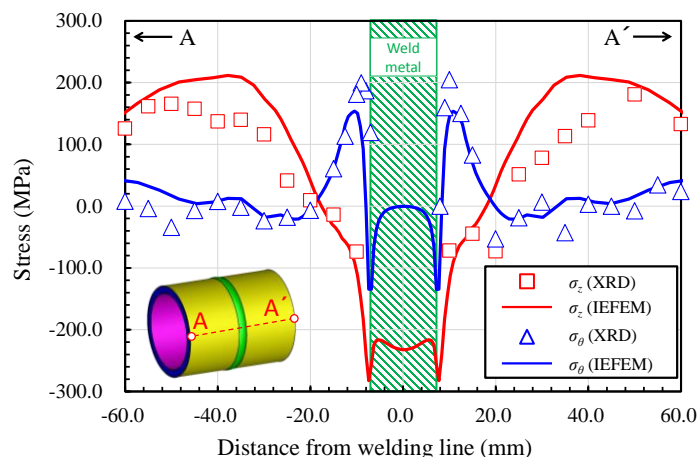 A
A´
Weld
metal
300.0
200.0
100.0
0.0
-100.0
-200.0
-300.0
Stress (MPa)
A
A´
σz (XRD)
σz (IEFEM)
σθ (XRD)
σθ (IEFEM)
-60.0 -40.0 -20.0 0.0 20.0 40.0 60.0
Distance from welding line (mm)